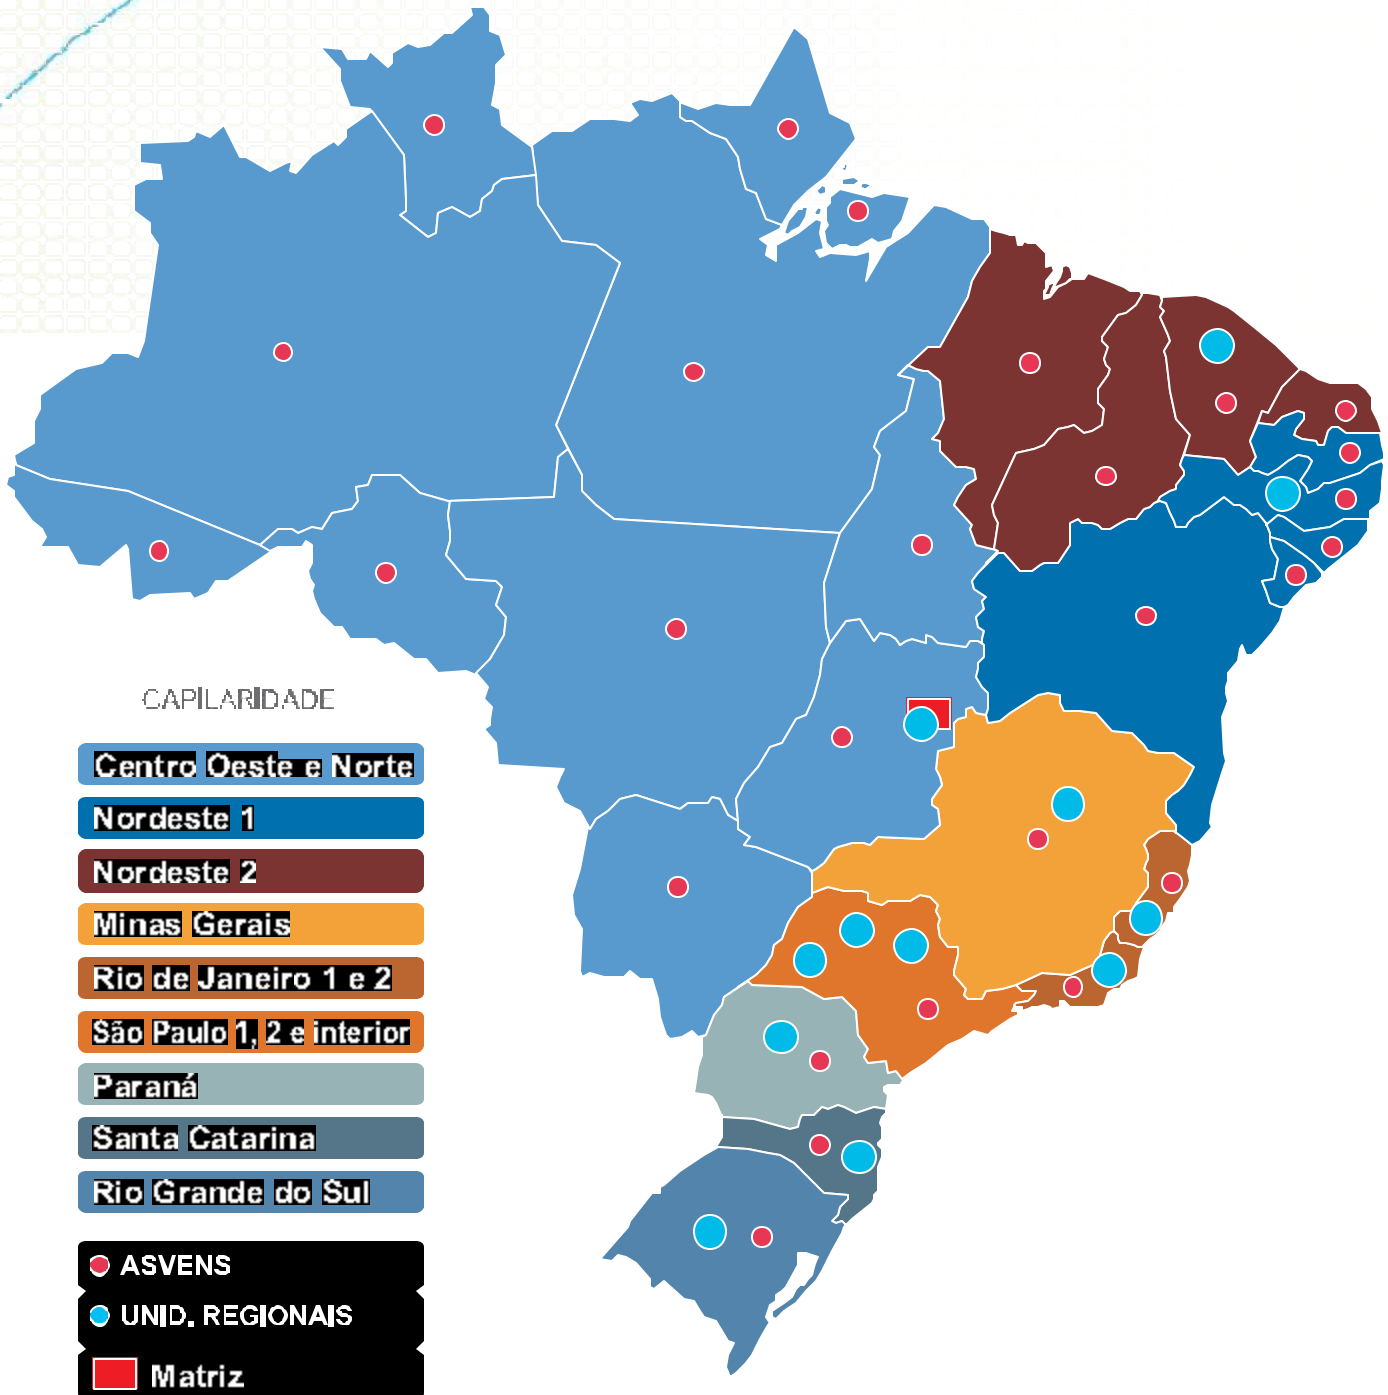 CAPILARIDADE
Centro Oeste e Norte
Nordeste 1
Nordeste 2
Minas Gerais
Rio de Janeiro 1 e 2
São Paulo 1, 2 e interior
Paraná
Santa Catarina
Rio Grande do Sul
ASVENS
UNID. REGIONAIS
Matriz